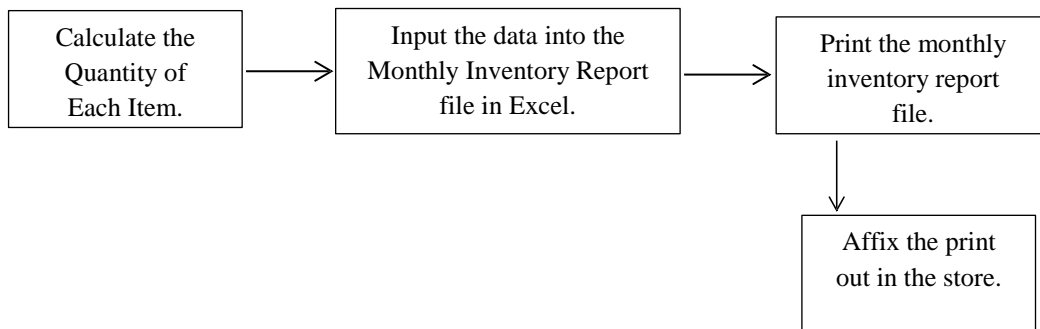 Calculate the
Quantity of
Each Item.
Input the data into the
Monthly Inventory Report
file in Excel.
Print the monthly
inventory report
file.
Affix the print
out in the store.